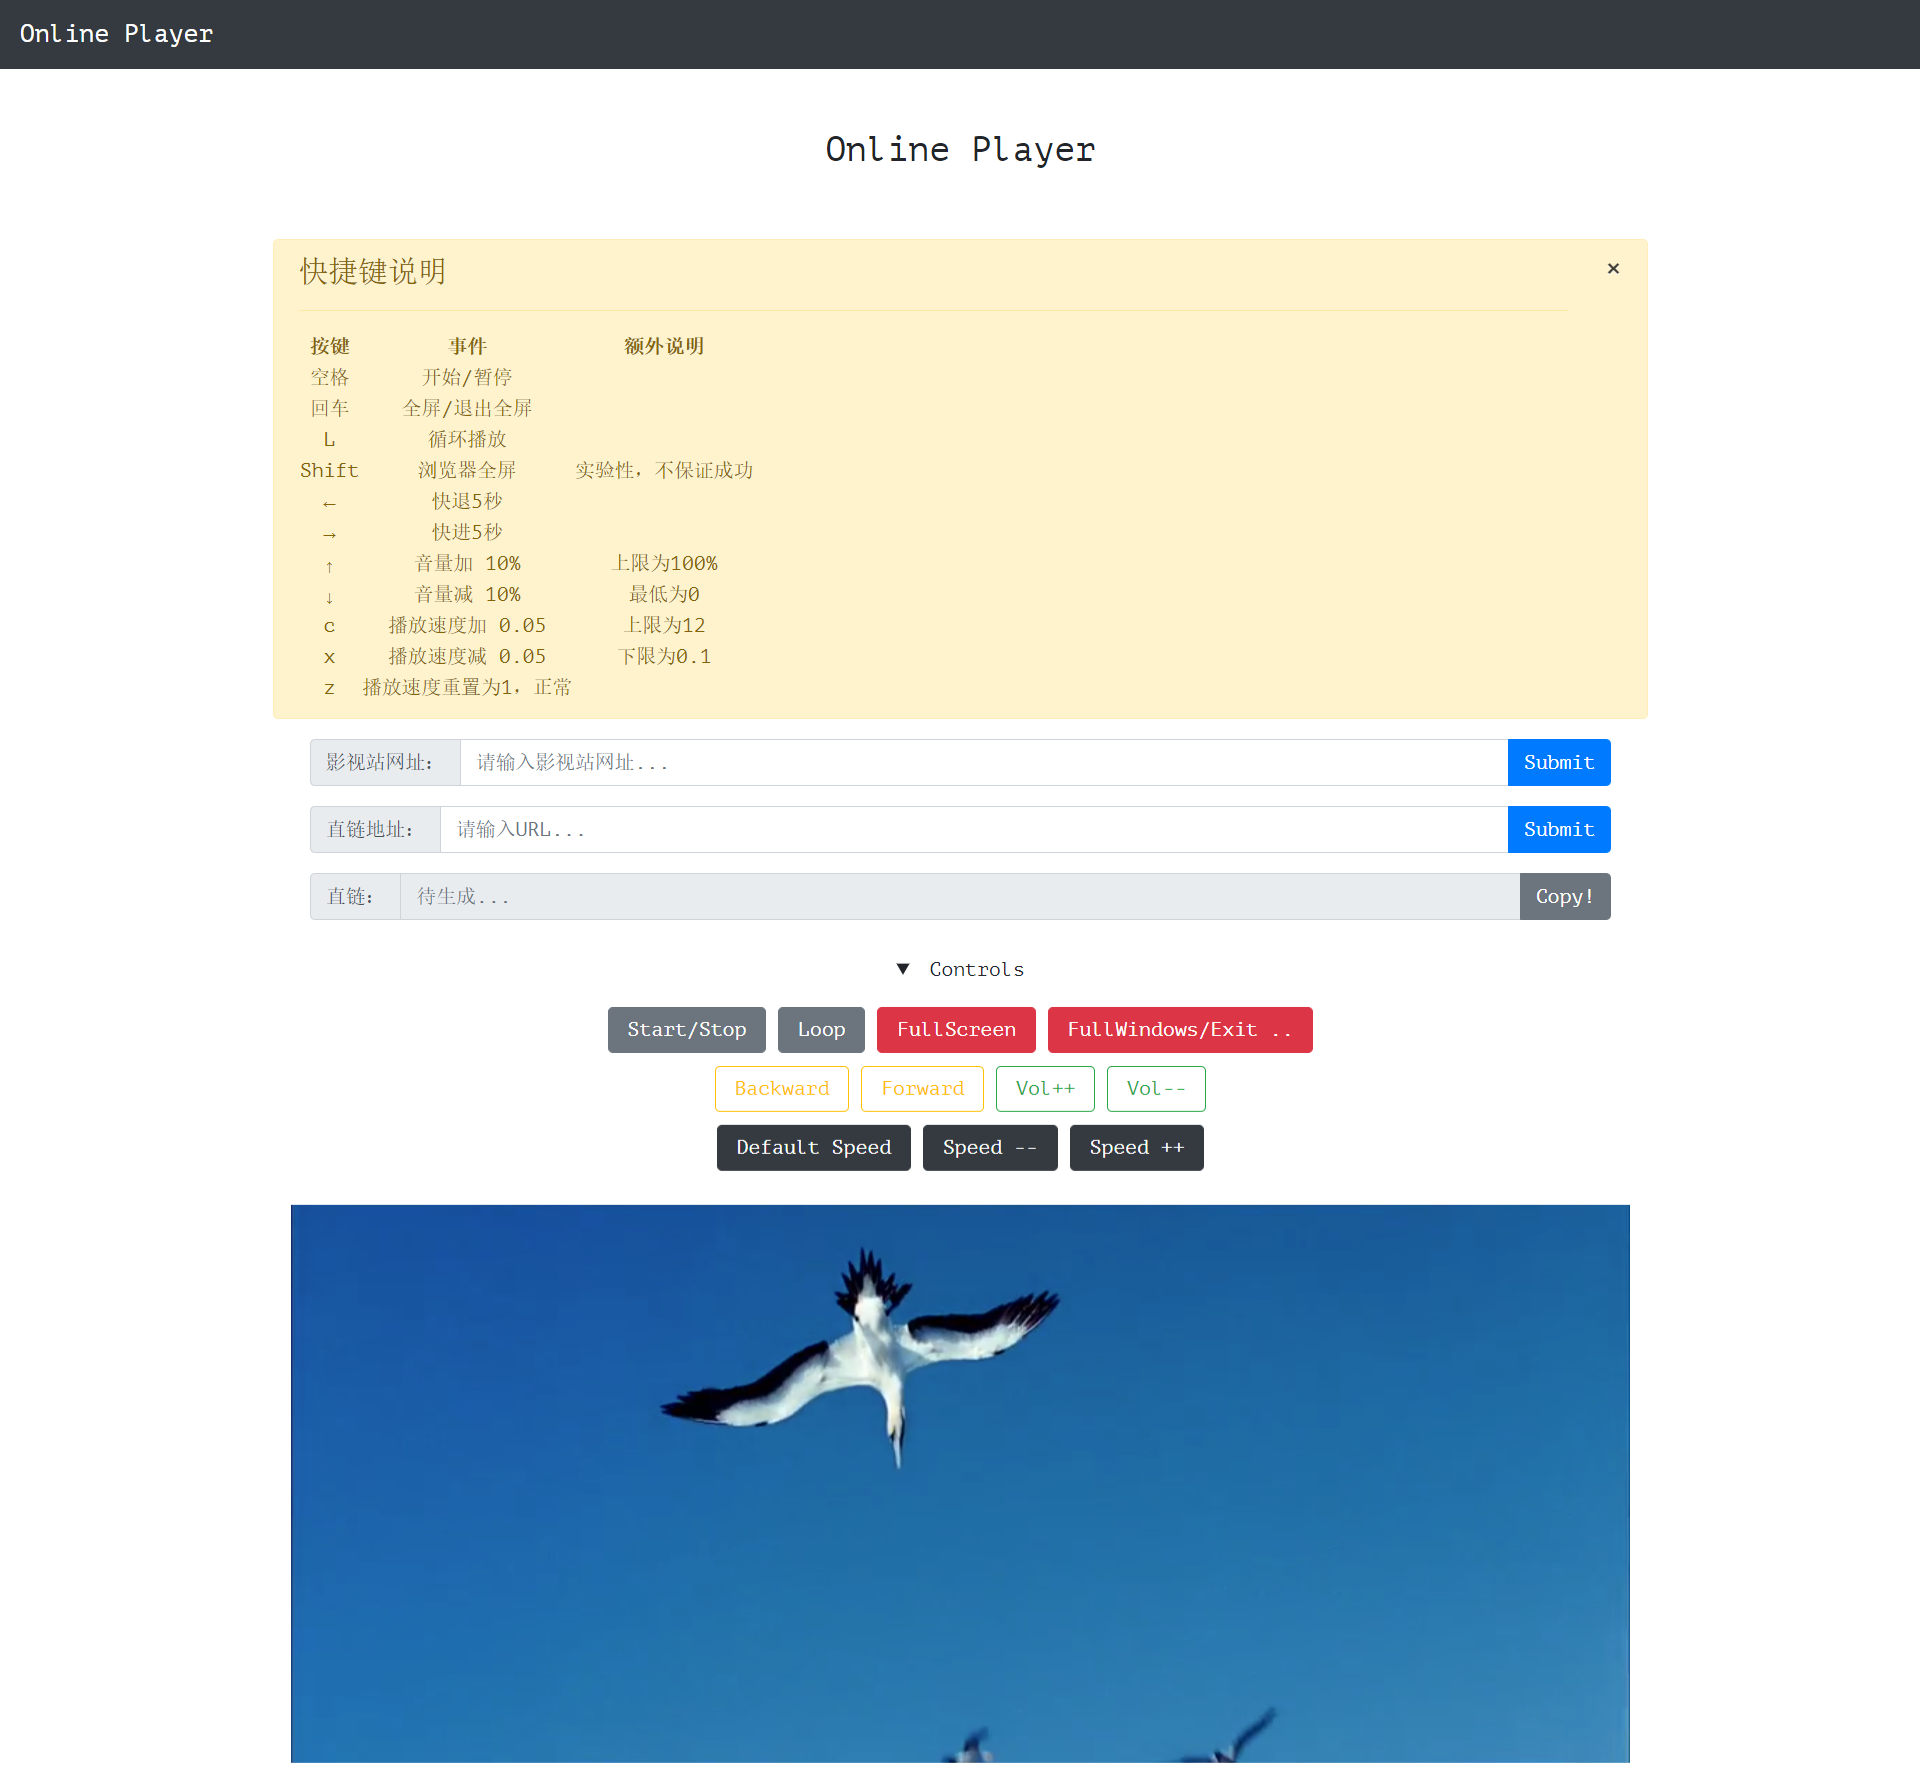 Online Player
Online Player
快捷键说明
×
按键 事件 额外说明
空格 开始/暂停
回车 全屏/退出全屏
L 循环播放
Shift 浏览器全屏 实验性，不保证成功
← 快退5秒
→ 快进5秒
↑ 音量加 10% 上限为100%
↓ 音量减 10% 最低为0
c 播放速度加 0.05 上限为12
x 播放速度减 0.05 下限为0.1
z 播放速度重置为1，正常
影视站网址： 请输入影视站网址... Submit
直链地址： 请输入URL... Submit
直链： 待生成... Copy!
▼ Controls
Start/Stop Loop FullScreen FullWindows/Exit ..
Backward Forward Vol++ Vol--
Default Speed Speed -- Speed ++